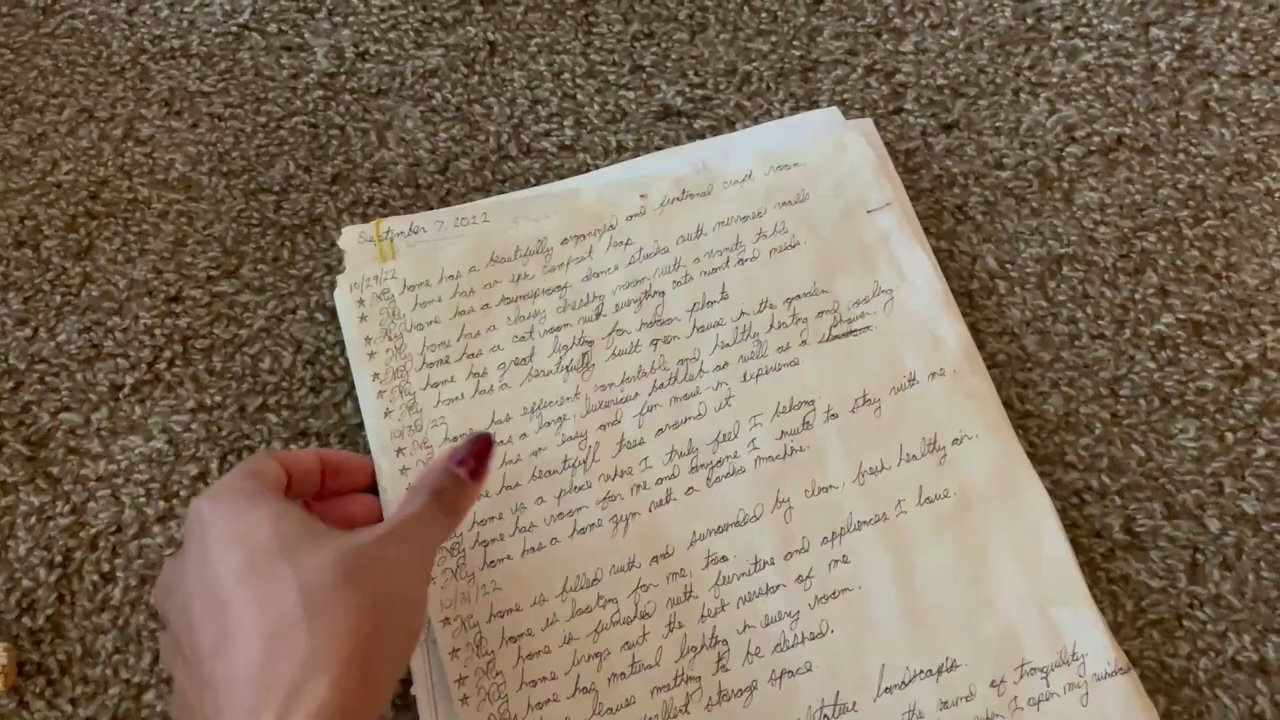 September 7, 2022
10/29/22
★ My home has a beautifully organized and funtional craft room.
★ My home has an epic compost heap
★ My home has a soundproof dance studio with mirrored walls
★ My home has a classy dressing room with a vanity table.
★ My home has a cat room with everything cats want and need.
★ My home has great lighting for indoor plants
★ My home has a beautifully built green house in the garden
10/30/22
★ My home has efficient, comfortable and healthy heating and cooling.
★ has a large, luxurious bathtub as well as a shower.
has an easy and fun move-in experience.
home has beautifull trees around it
home is a place where I truly feel I belong.
My home has room for me and anyone I invite to stay with me.
★ My home has a home gym with a cardio machine.
10/31/22
★ My home is filled with and surrounded by clean, fresh healthy air.
★ My home is looking for me, too.
★ My home is furnished with furniture and appliances I love.
★ My home brings out the best version of me
★ My home has natural lighting in every room.
home leaves nothing to be desired.
excellent storage space.
landscapes.
the sound of tranquility.
I open my window